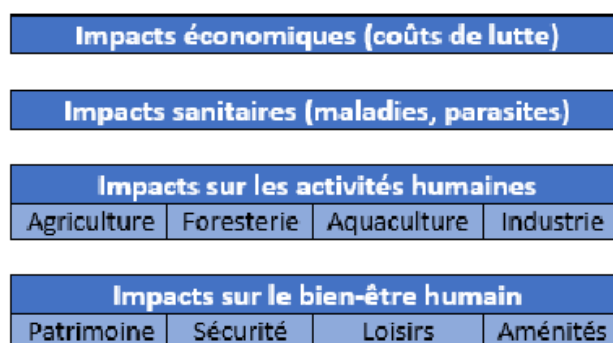 Impacts économiques (coûts de lutte)
Impacts sanitaires (maladies, parasites)
Impacts sur les activités humaines
Agriculture Foresterie Aquaculture Industrie
Impacts sur le bien-être humain
Patrimoine Sécurité Loisirs Aménités